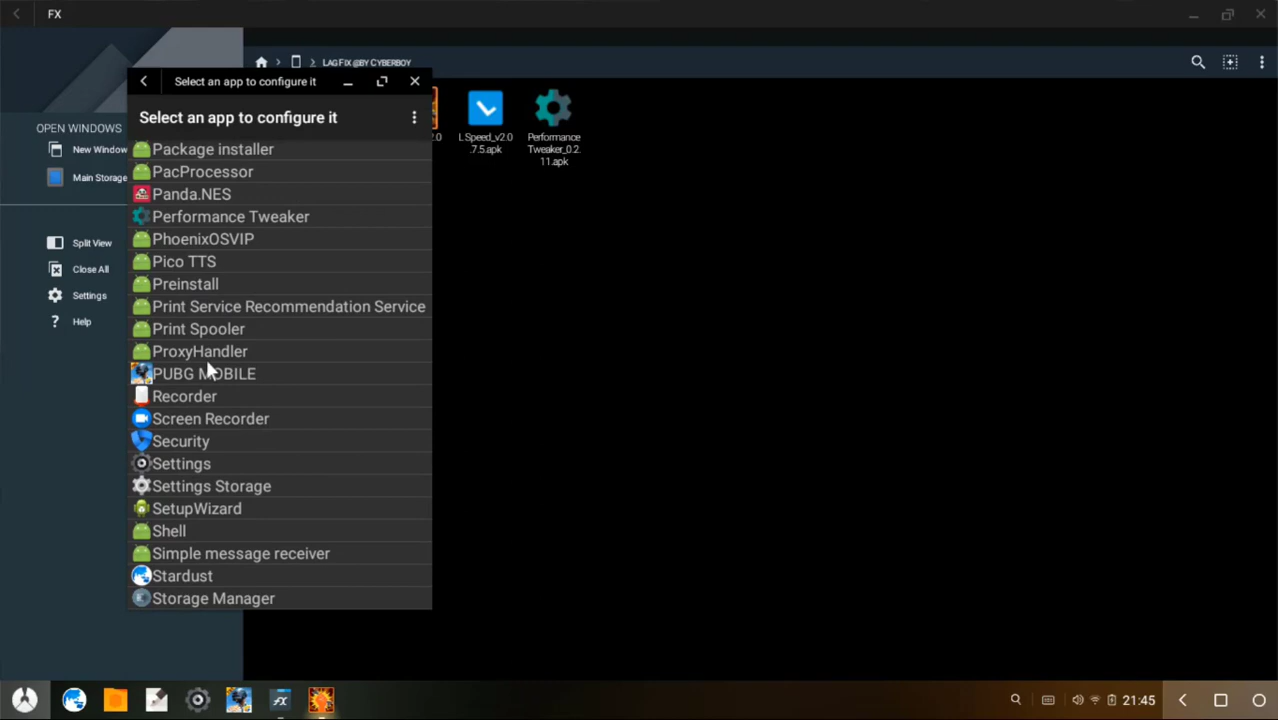 FX
LAG FIX @BY CYBERBOY
Select an app to configure it
Select an app to configure it
OPEN WINDOWS
New Window
Main Storage
Split View
Close All
Settings
Help
Package installer
PacProcessor
Panda.NES
Performance Tweaker
PhoenixOSVIP
Pico TTS
Preinstall
Print Service Recommendation Service
Print Spooler
ProxyHandler
PUBG MOBILE
Recorder
Screen Recorder
Security
Settings
Settings Storage
SetupWizard
Shell
Simple message receiver
Stardust
Storage Manager
2.0
LSpeed_v2.0
.7.5.apk
Performance
Tweaker_0.2.
11.apk
FX
21:45